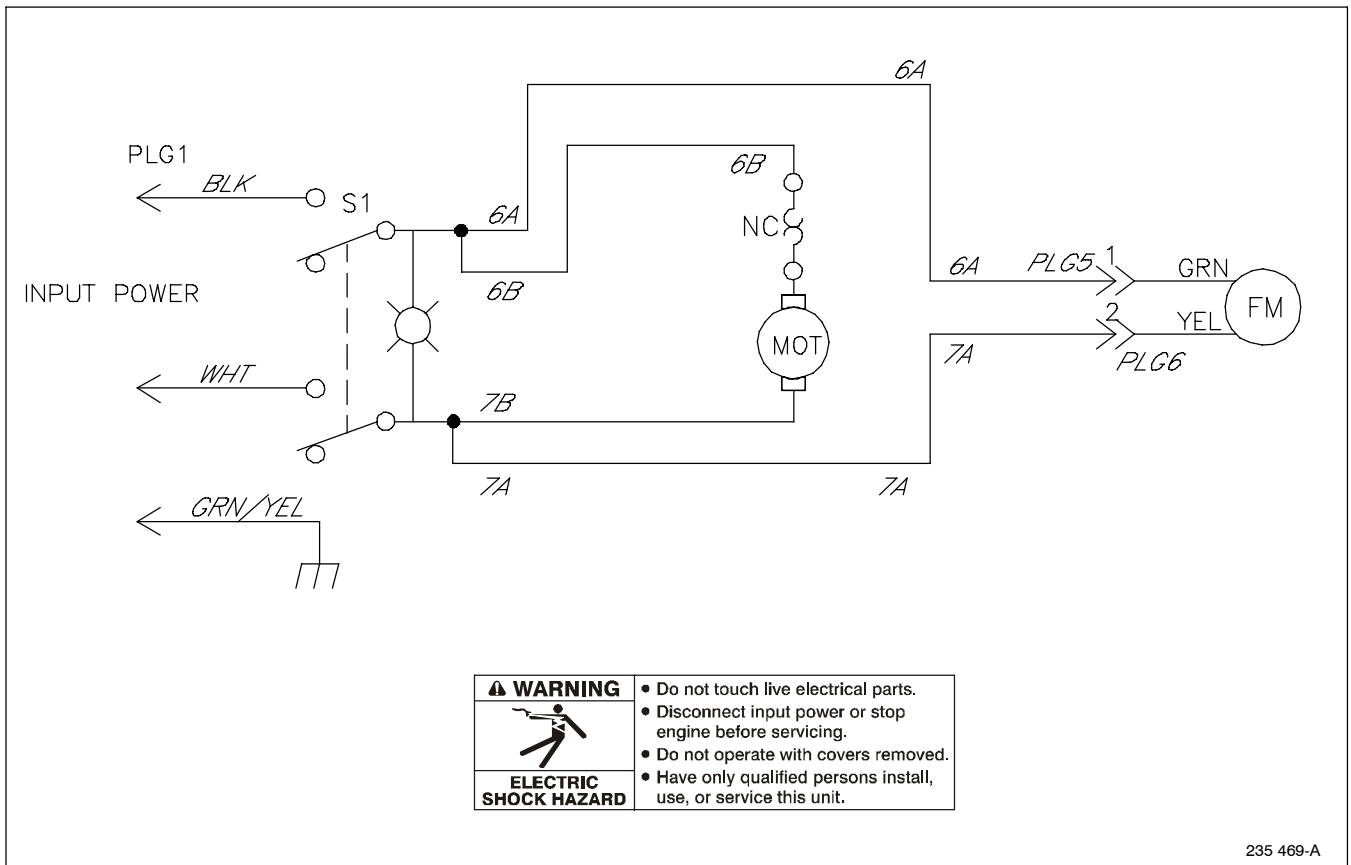 6A
6B
PLG1
BLK
S1
6A
NC
6A
PLG5
1
GRN
INPUT POWER
6B
FM
2
YEL
MOT
7A
PLG6
WHT
7B
7A
7A
GRN/YEL
WARNING
ELECTRIC
SHOCK HAZARD
• Do not touch live electrical parts.
• Disconnect input power or stop
engine before servicing.
• Do not operate with covers removed.
• Have only qualified persons install,
use, or service this unit.
235 469-A